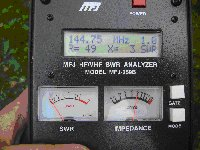 MFJ
POWER
144.75 MHz 1.6
R= 49 X= 3 SWR
MFJ HF/VHF SWR ANALYZER
MODEL MFJ-259B
GATE
MODE
SWR
IMPEDANCE